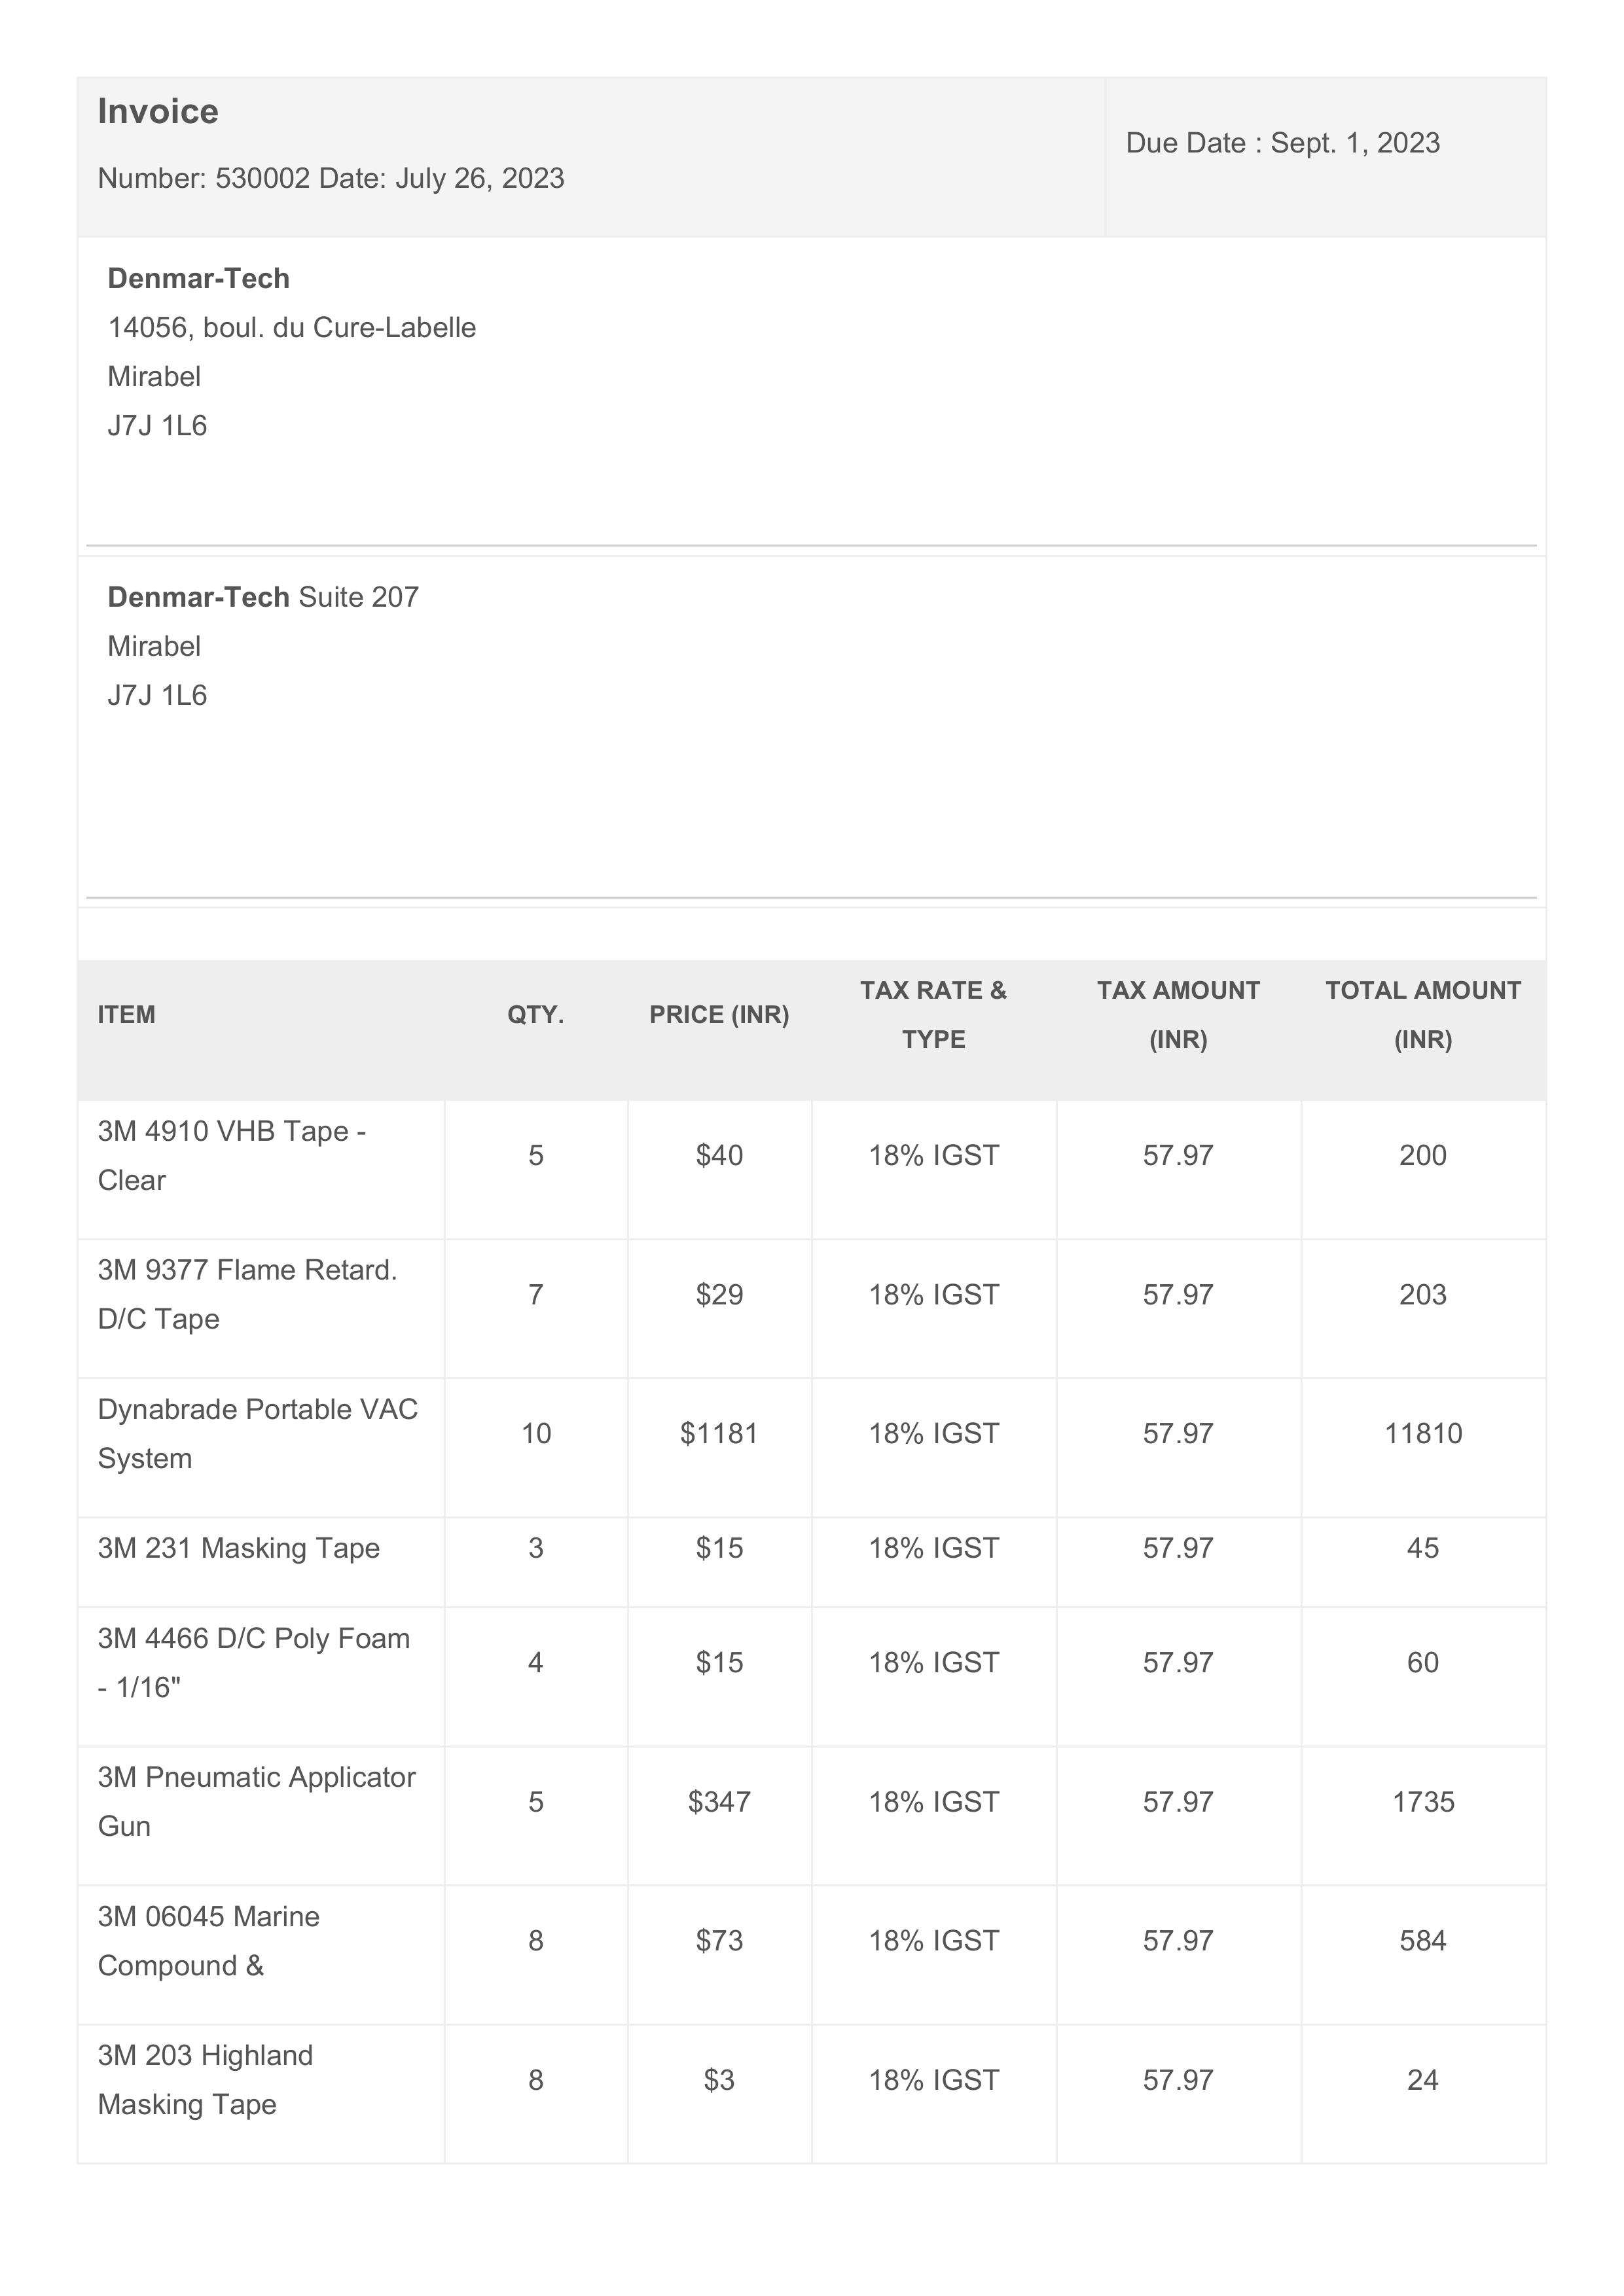 Invoice
Number: 530002 Date: July 26, 2023
Due Date : Sept. 1, 2023
Denmar-Tech
14056, boul. du Cure-Labelle
Mirabel
J7J 1L6
Denmar-Tech Suite 207
Mirabel
J7J 1L6
ITEM QTY. PRICE (INR) TAX RATE & TYPE TAX AMOUNT (INR) TOTAL AMOUNT (INR)
3M 4910 VHB Tape - Clear 5 $40 18% IGST 57.97 200
3M 9377 Flame Retard. D/C Tape 7 $29 18% IGST 57.97 203
Dynabrade Portable VAC System 10 $1181 18% IGST 57.97 11810
3M 231 Masking Tape 3 $15 18% IGST 57.97 45
3M 4466 D/C Poly Foam - 1/16" 4 $15 18% IGST 57.97 60
3M Pneumatic Applicator Gun 5 $347 18% IGST 57.97 1735
3M 06045 Marine Compound & 8 $73 18% IGST 57.97 584
3M 203 Highland Masking Tape 8 $3 18% IGST 57.97 24